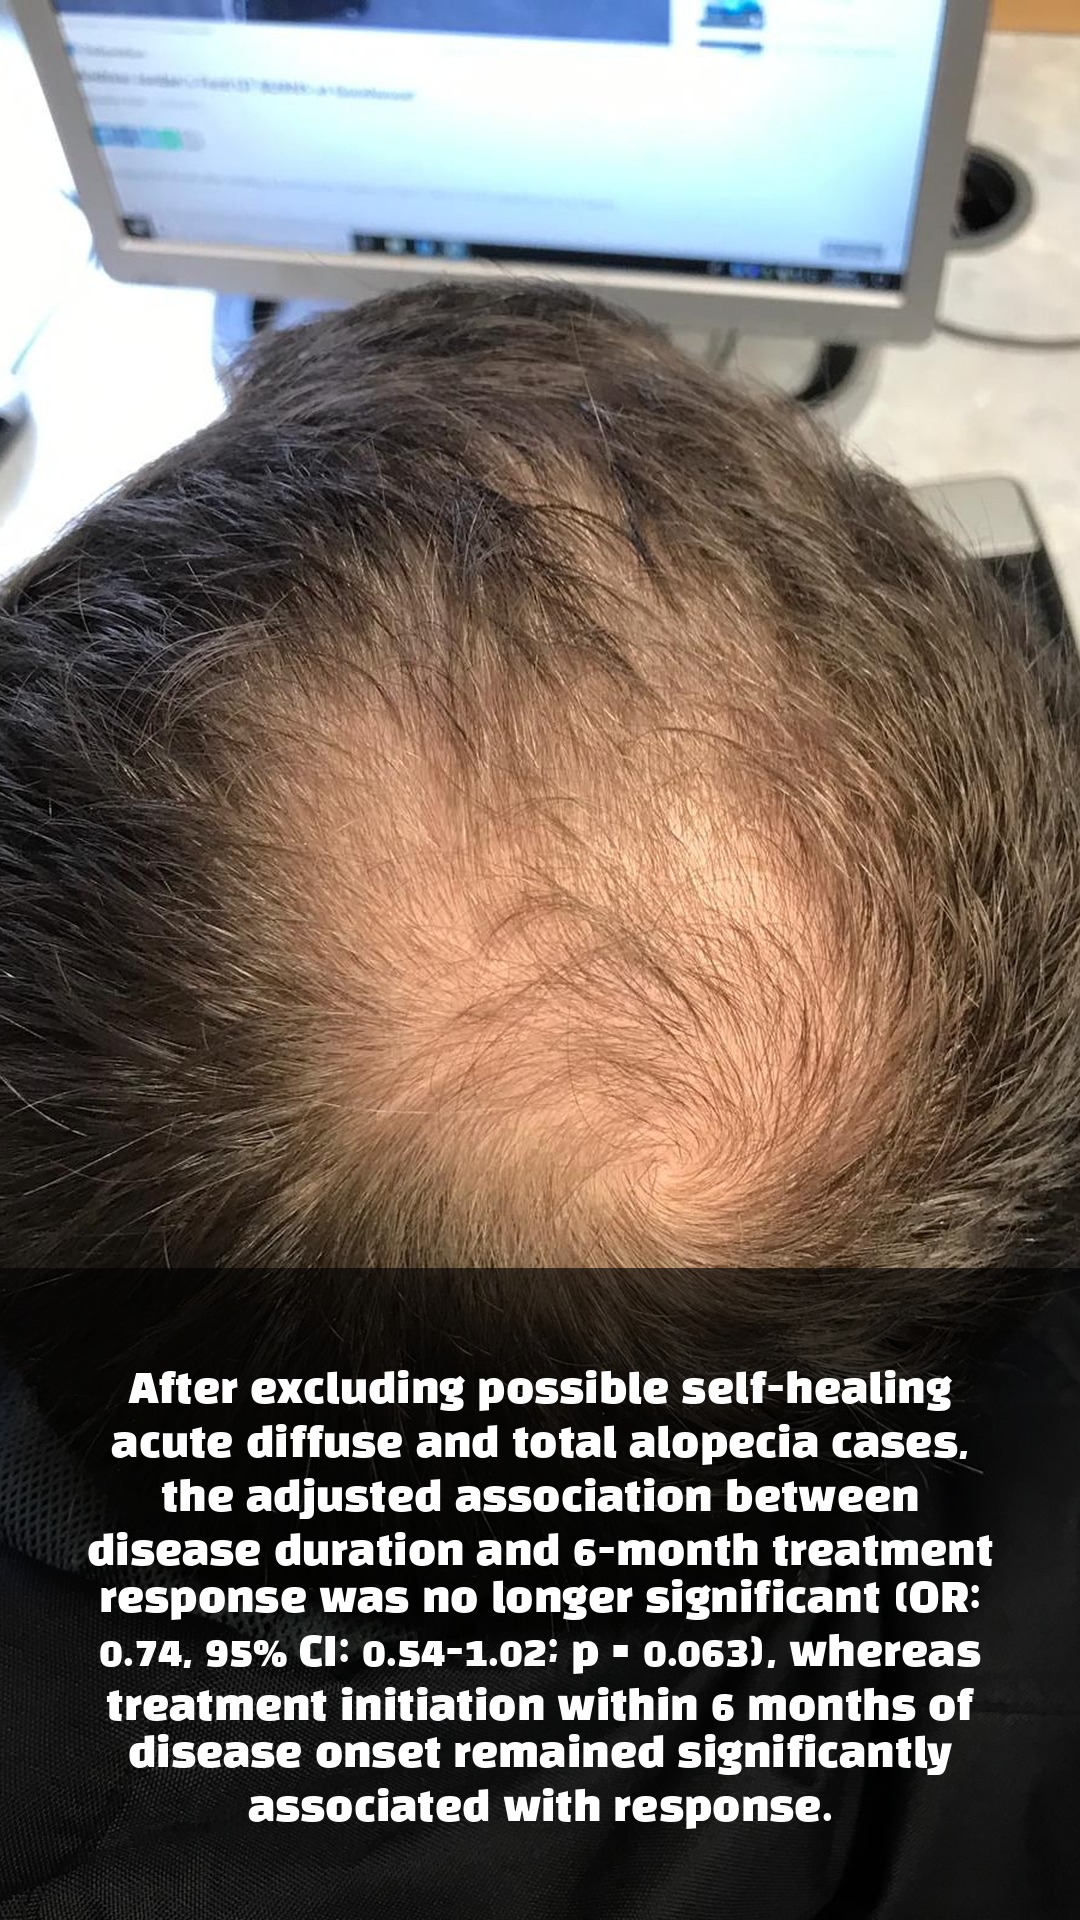 After excluding possible self-healing
acute diffuse and total alopecia cases,
the adjusted association between
disease duration and 6-month treatment
response was no longer significant (OR:
0.74, 95% CI: 0.54-1.02; p = 0.063), whereas
treatment initiation within 6 months of
disease onset remained significantly
associated with response.